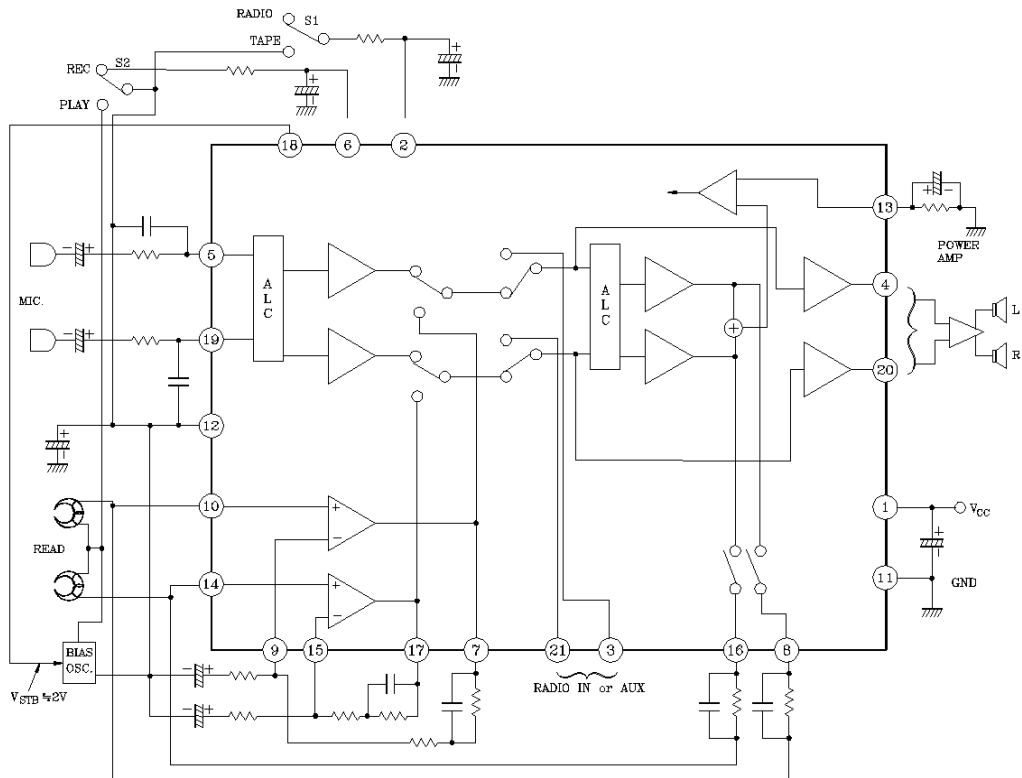 RADIO
S1
TAPE
REC
S2
PLAY
18
6
2
13
POWER
AMP
5
4
MIC.
A
L
C
A
L
C
+
L
R
19
20
12
10
1
VCC
READ
14
11
GND
BIAS
OSC.
VSTB ≒2V
9
15
17
7
21
3
16
8
RADIO IN or AUX